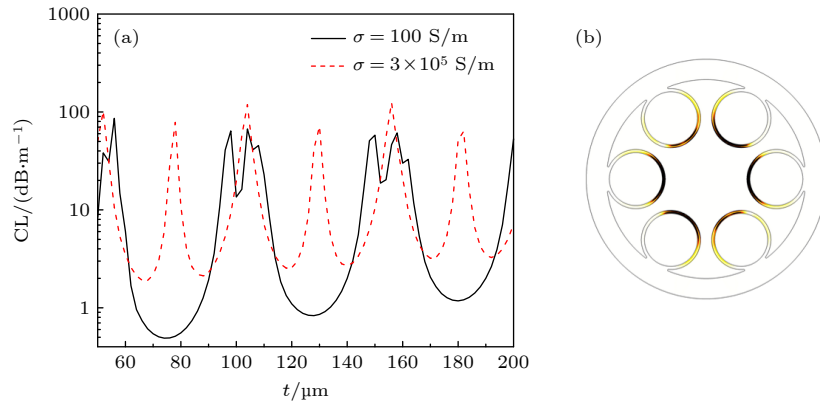 1000
(a)
σ = 100 S/m
(b)
σ = 3×10⁵ S/m
100
10
1
CL/(dB·m⁻¹)
60 80 100 120 140 160 180 200
t/μm